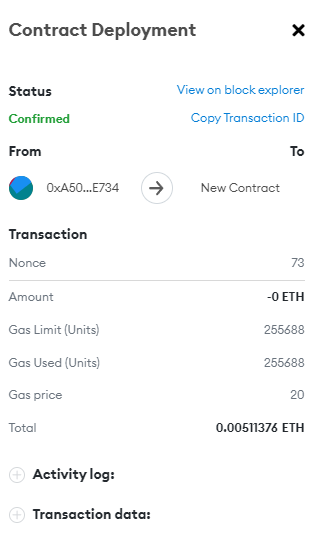 Contract Deployment
Status View on block explorer
Confirmed Copy Transaction ID
From To
0xA50...E734 New Contract
Transaction
Nonce 73
Amount -0 ETH
Gas Limit (Units) 255688
Gas Used (Units) 255688
Gas price 20
Total 0.00511376 ETH
Activity log:
Transaction data: